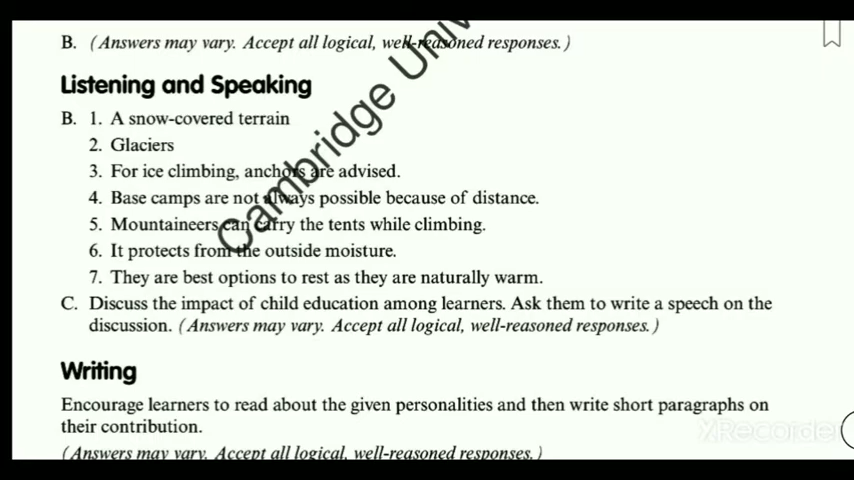 B. (Answers may vary. Accept all logical, well-reasoned responses.)
Listening and Speaking
B. 1. A snow-covered terrain
2. Glaciers
3. For ice climbing, anchors are advised.
4. Base camps are not always possible because of distance.
5. Mountaineers can carry the tents while climbing.
6. It protects from the outside moisture.
7. They are best options to rest as they are naturally warm.
C. Discuss the impact of child education among learners. Ask them to write a speech on the
discussion. (Answers may vary. Accept all logical, well-reasoned responses.)
Writing
Encourage learners to read about the given personalities and then write short paragraphs on
their contribution.
(Answers may vary. Accept all logical, well-reasoned responses.)
Cambridge Univ
XRecorder